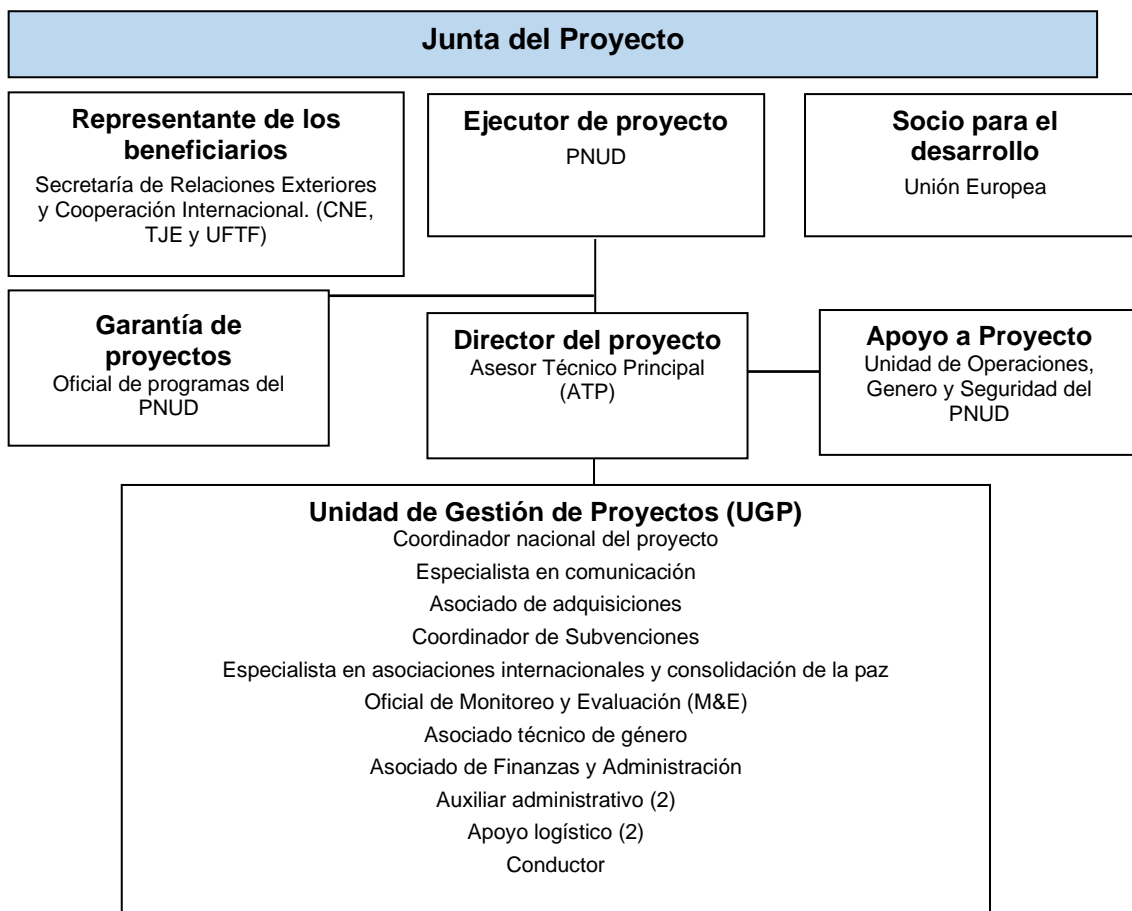 Junta del Proyecto
Representante de los
beneficiarios
Secretaría de Relaciones Exteriores
y Cooperación Internacional. (CNE,
TJE y UFTF)
Ejecutor de proyecto
PNUD
Socio para el
desarrollo
Unión Europea
Garantía de
proyectos
Oficial de programas del
PNUD
Director del proyecto
Asesor Técnico Principal
(ATP)
Apoyo a Proyecto
Unidad de Operaciones,
Genero y Seguridad del
PNUD
Unidad de Gestión de Proyectos (UGP)
Coordinador nacional del proyecto
Especialista en comunicación
Asociado de adquisiciones
Coordinador de Subvenciones
Especialista en asociaciones internacionales y consolidación de la paz
Oficial de Monitoreo y Evaluación (M&E)
Asociado técnico de género
Asociado de Finanzas y Administración
Auxiliar administrativo (2)
Apoyo logístico (2)
Conductor